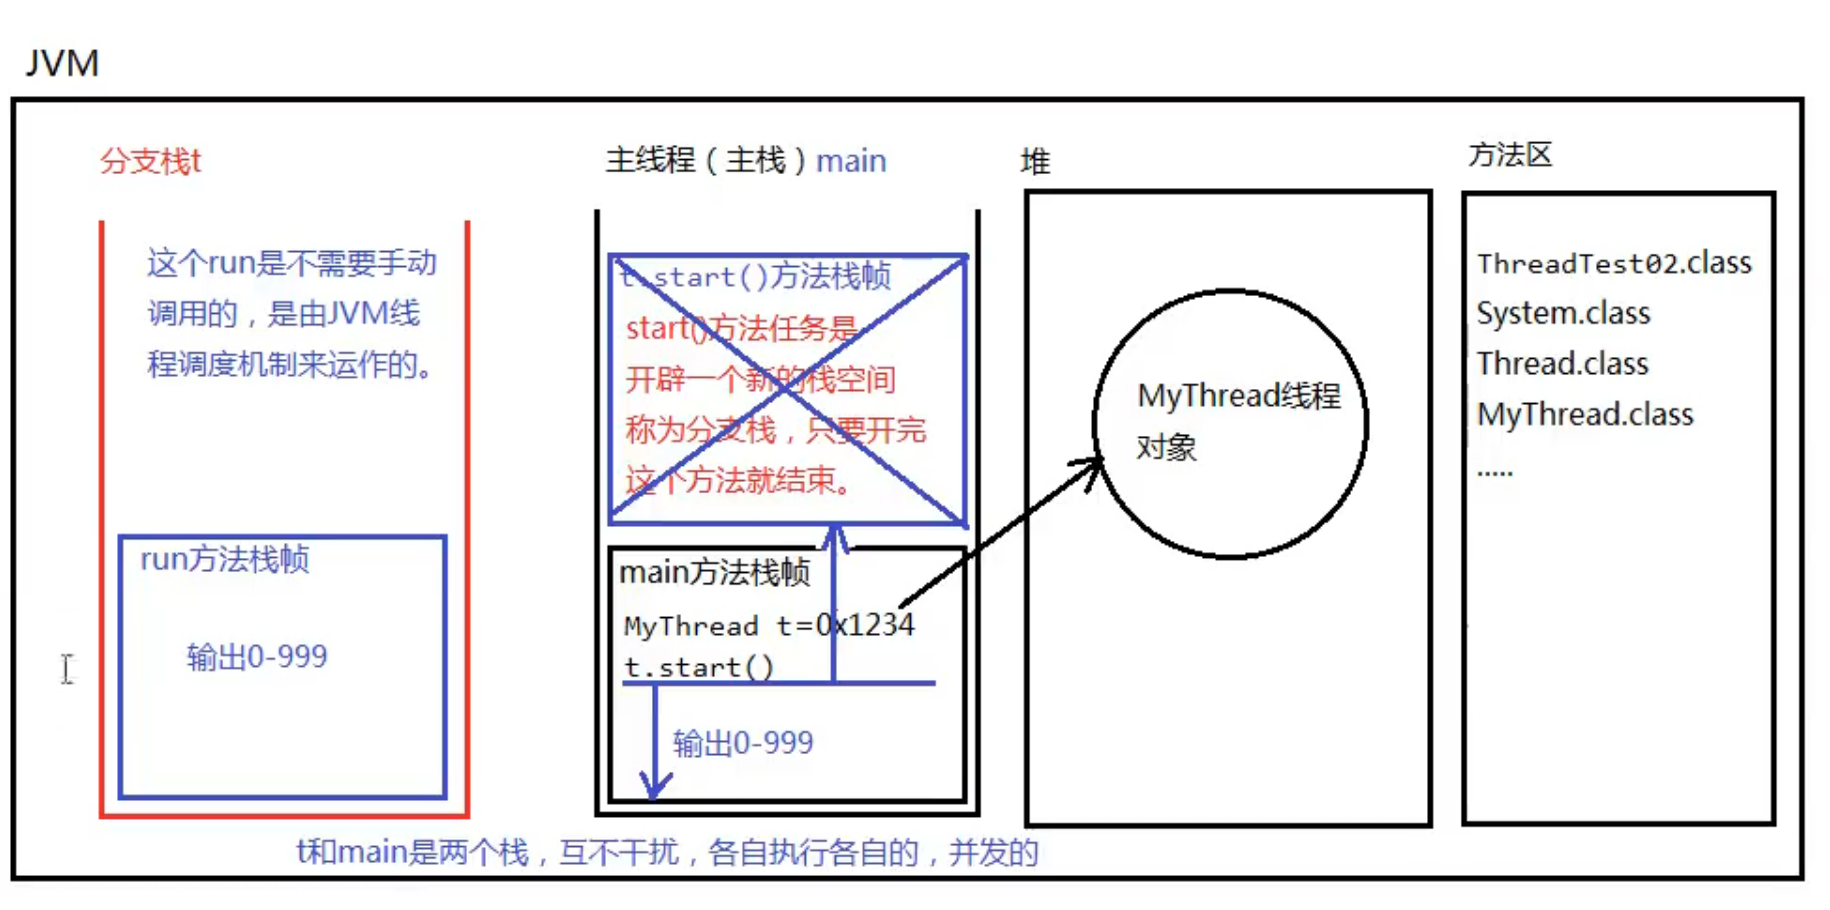 JVM
分支栈t
这个run是不需要手动
调用的，是由JVM线
程调度机制来运作的。
run方法栈帧
输出0-999
主线程（主栈）main
t.start()方法栈帧
start()方法任务是
开辟一个新的栈空间
称为分支栈，只要开完
这个方法就结束。
main方法栈帧
MyThread t=0x1234
t.start()
输出0-999
堆
MyThread线程
对象
方法区
ThreadTest02.class
System.class
Thread.class
MyThread.class
.....
t和main是两个栈，互不干扰，各自执行各自的，并发的